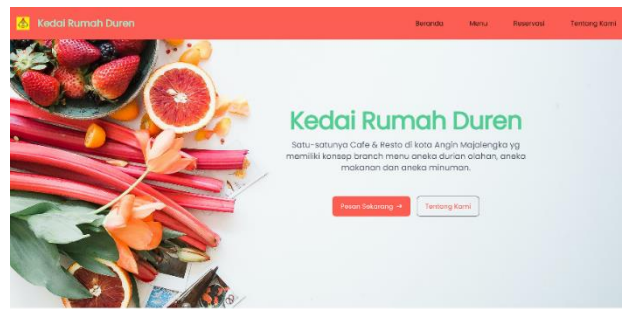 Kedai Rumah Duren
Beranda Menu Reservasi Tentang Kami
Kedai Rumah Duren
Satu-satunya Cafe & Resto di kota Angin Majalengka yg
memiliki konsep branch menu aneka durian olahan, aneka
makanan dan aneka minuman.
Pesan Sekarang →
Tentang Kami